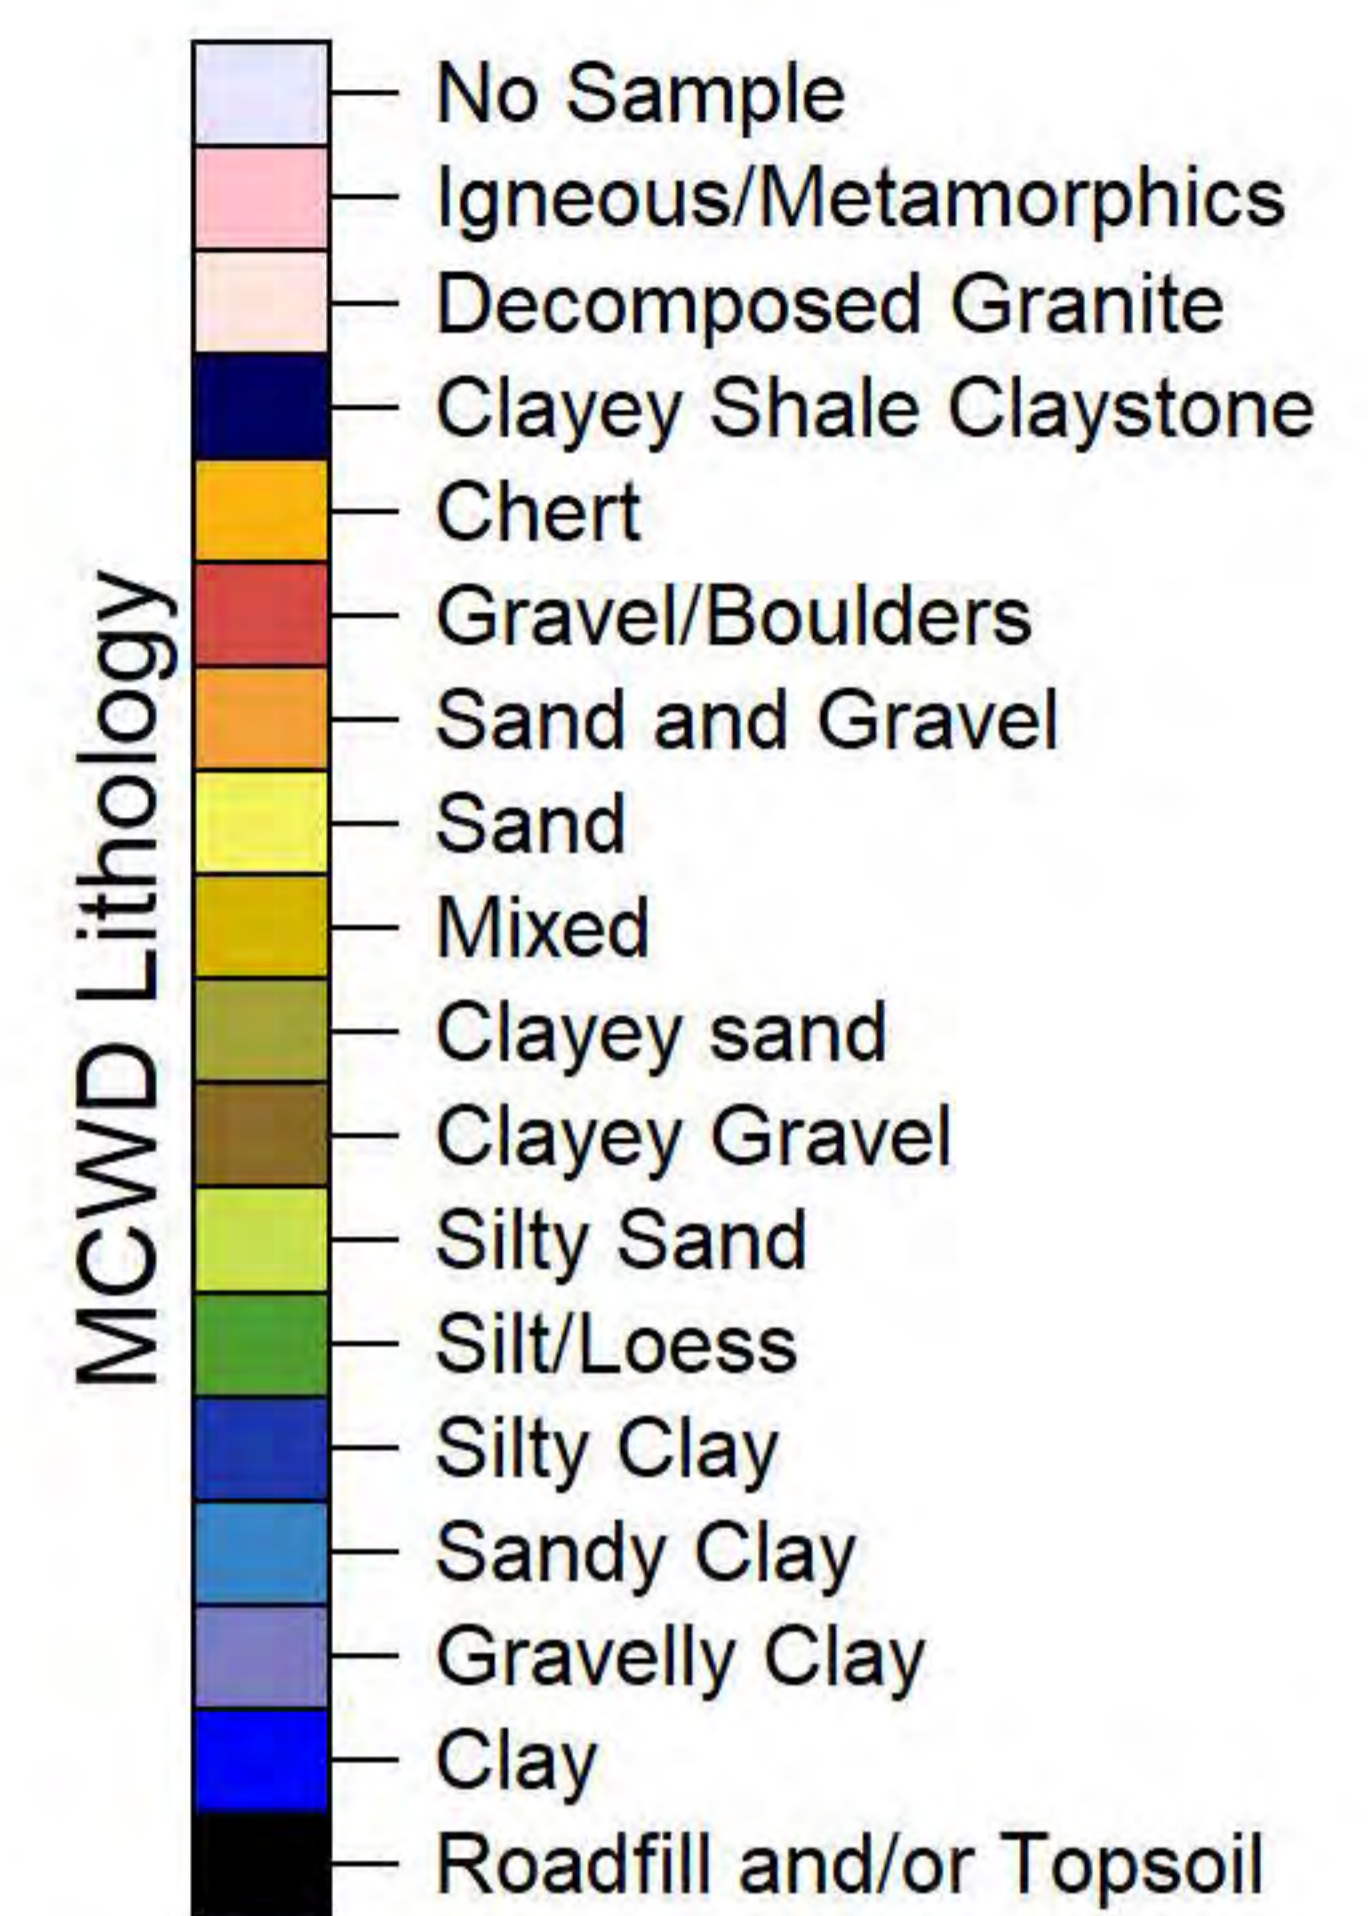 MCWD Lithology
No Sample
Igneous/Metamorphics
Decomposed Granite
Clayey Shale Claystone
Chert
Gravel/Boulders
Sand and Gravel
Sand
Mixed
Clayey sand
Clayey Gravel
Silty Sand
Silt/Loess
Silty Clay
Sandy Clay
Gravelly Clay
Clay
Roadfill and/or Topsoil